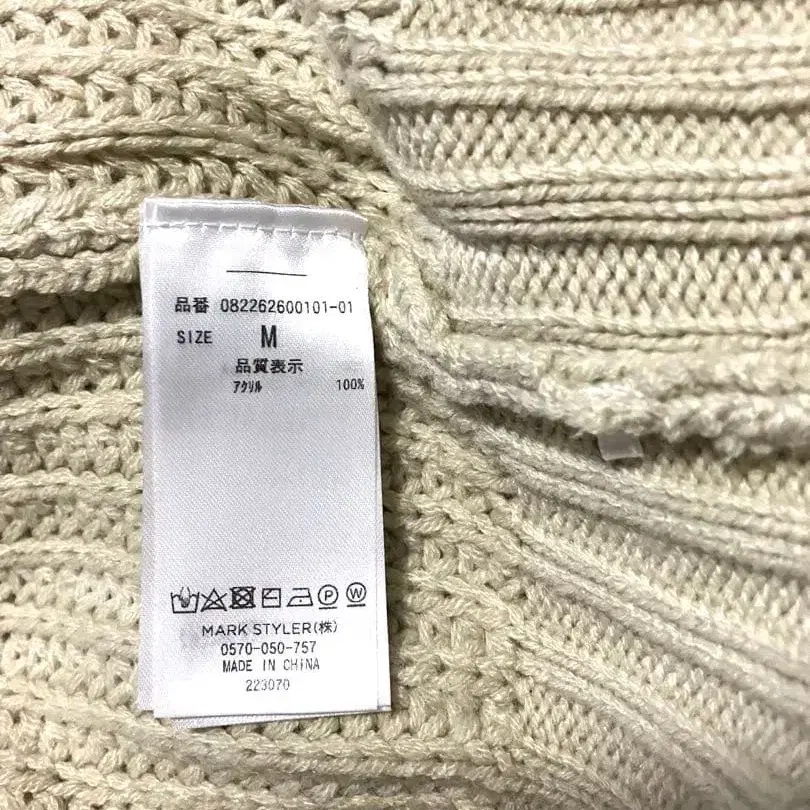 品番 082262600101-01
SIZE M
品質表示
アクリル 100%
P W
MARK STYLER(株)
0570-050-757
MADE IN CHINA
223070